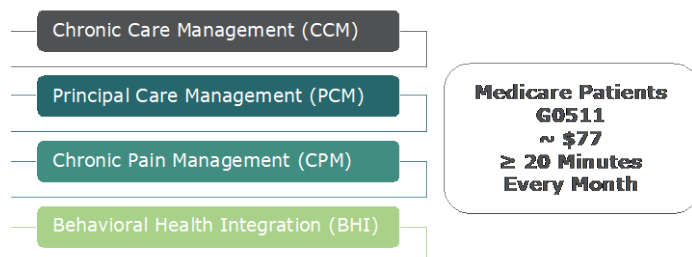 Chronic Care Management (CCM)
Principal Care Management (PCM)
Chronic Pain Management (CPM)
Behavioral Health Integration (BHI)
Medicare Patients
G0511
~ $77
≥ 20 Minutes
Every Month